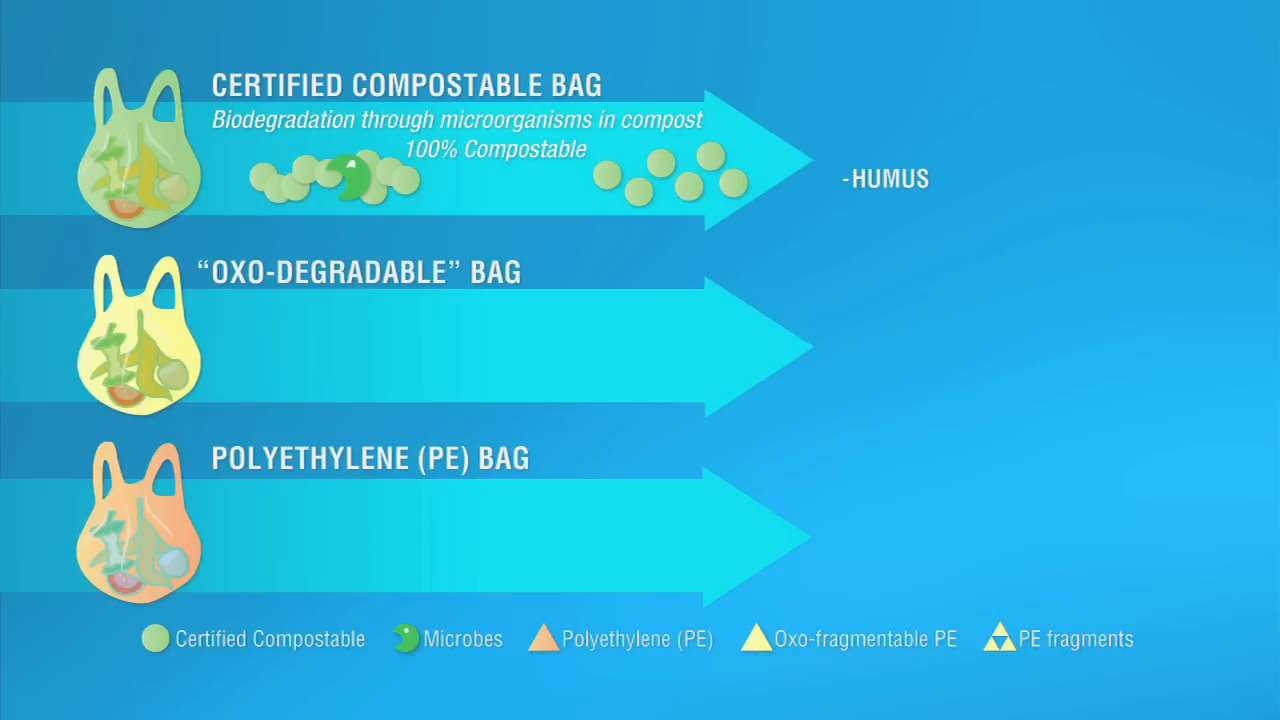 CERTIFIED COMPOSTABLE BAG
Biodegradation through microorganisms in compost
100% Compostable
-HUMUS
“OXO-DEGRADABLE” BAG
POLYETHYLENE (PE) BAG
Certified Compostable
Microbes
Polyethylene (PE)
Oxo-fragmentable PE
PE fragments